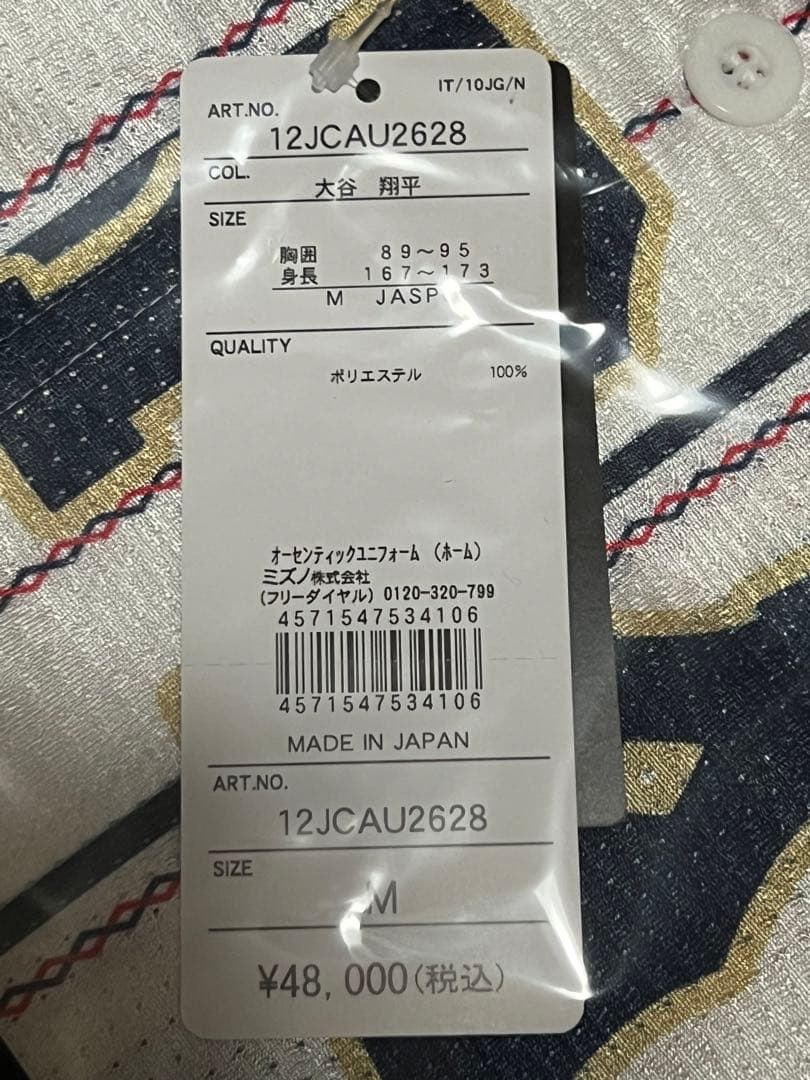 IT/10JG/N
ART.NO.
12JCAU2628
COL.
大谷 翔平
SIZE
胸囲 89～95
身長 167～173
M JASP
QUALITY
ポリエステル 100%
オーセンティックユニフォーム（ホーム）
ミズノ株式会社
(フリーダイヤル) 0120-320-799
4571547534106
4571547534106
MADE IN JAPAN
ART.NO.
12JCAU2628
SIZE
M
¥48,000(税込)